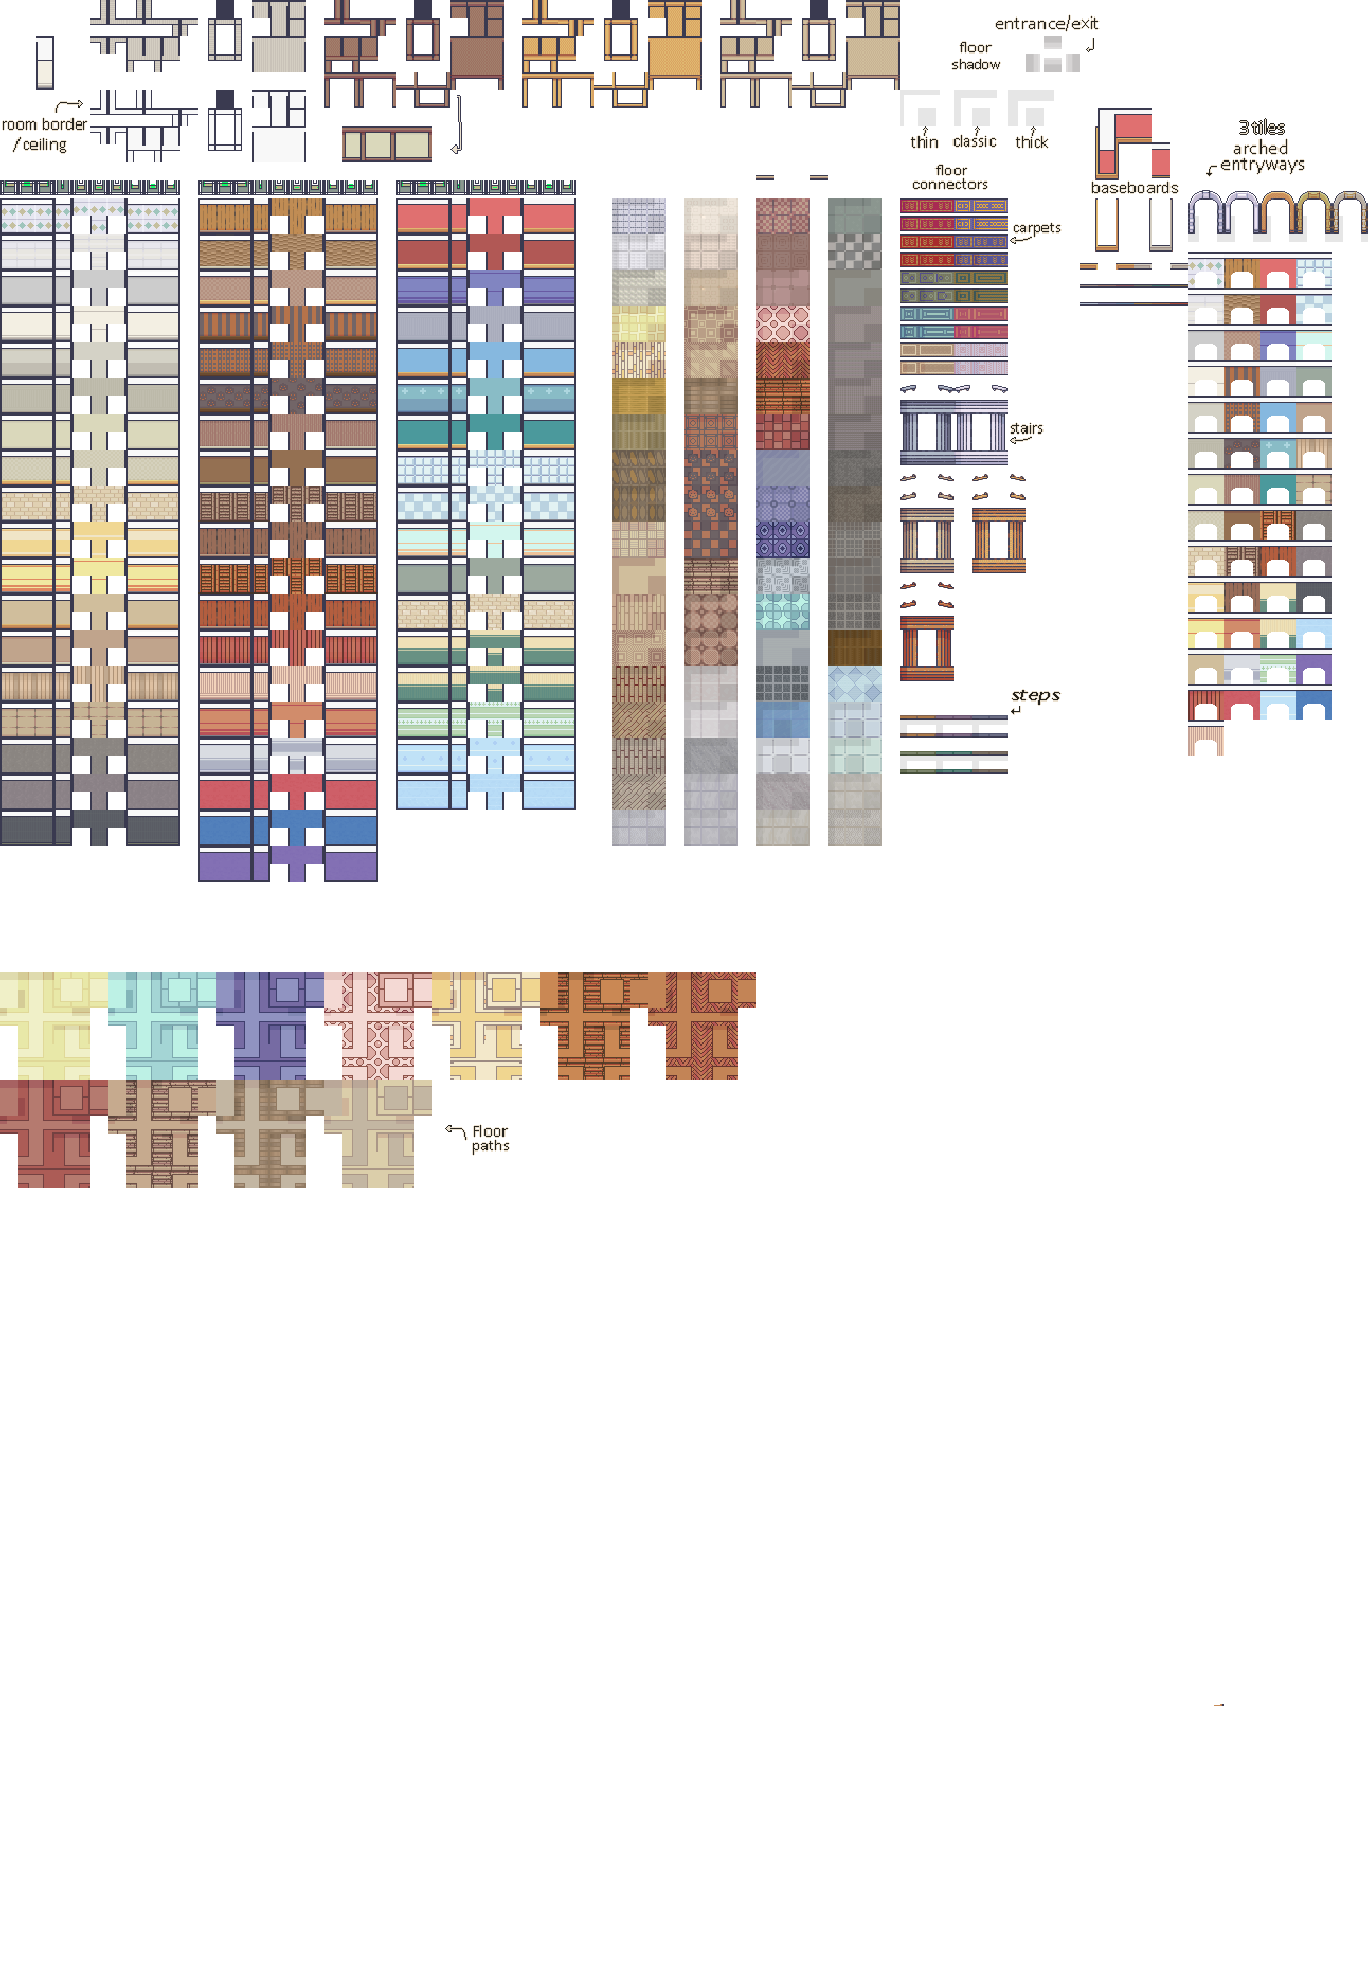 entrance/exit
floor
shadow
room border
/ceiling
thin
classic
thick
3 tiles
arched
entryways
floor
connectors
baseboards
carpets
stairs
steps
Floor
paths